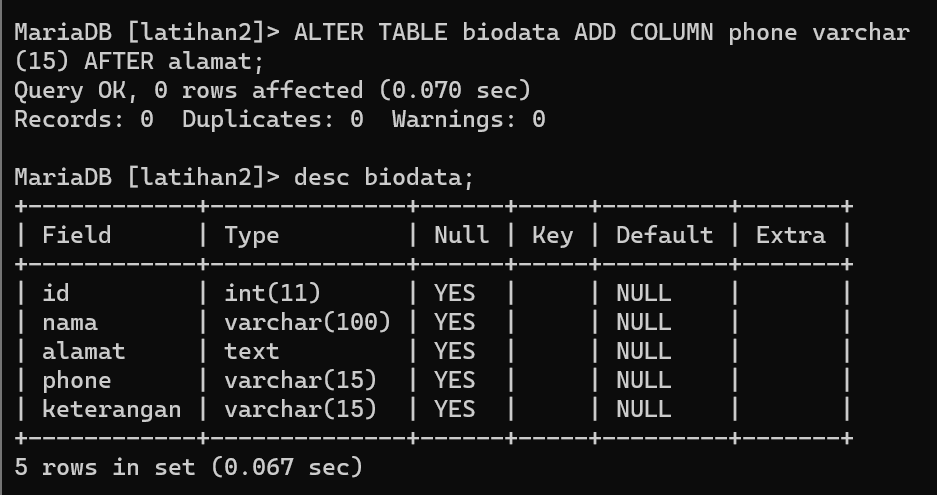 MariaDB [latihan2]> ALTER TABLE biodata ADD COLUMN phone varchar
(15) AFTER alamat;
Query OK, 0 rows affected (0.070 sec)
Records: 0  Duplicates: 0  Warnings: 0

MariaDB [latihan2]> desc biodata;
+------------+--------------+------+-----+---------+-------+
| Field      | Type         | Null | Key | Default | Extra |
+------------+--------------+------+-----+---------+-------+
| id         | int(11)      | YES  |     | NULL    |       |
| nama       | varchar(100) | YES  |     | NULL    |       |
| alamat     | text         | YES  |     | NULL    |       |
| phone      | varchar(15)  | YES  |     | NULL    |       |
| keterangan | varchar(15)  | YES  |     | NULL    |       |
+------------+--------------+------+-----+---------+-------+
5 rows in set (0.067 sec)